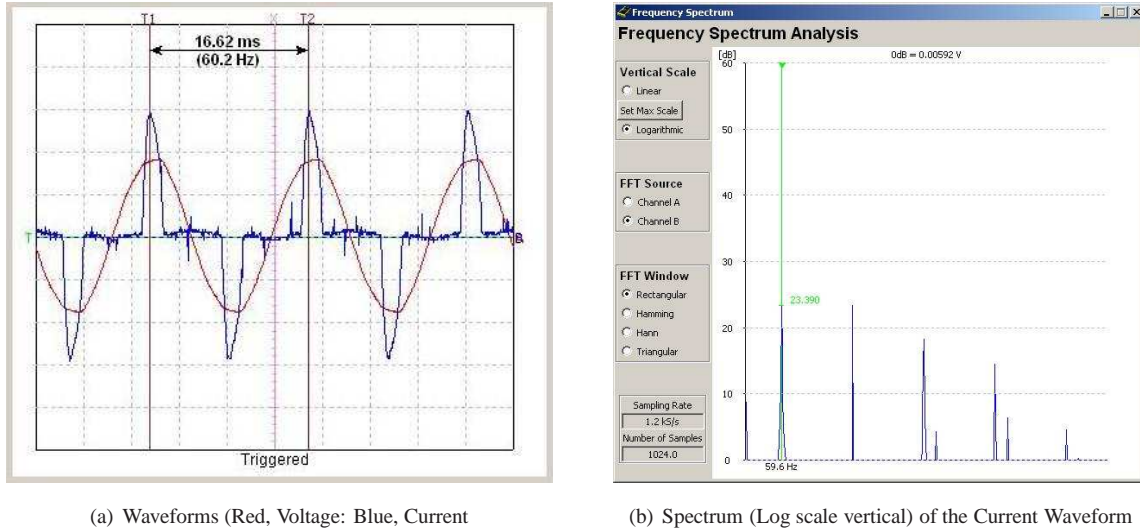 T1
X
T2
16.62 ms
(60.2 Hz)
T
B
Triggered
(a) Waveforms (Red, Voltage: Blue, Current
Frequency Spectrum
Frequency Spectrum Analysis
Vertical Scale
Linear
Set Max Scale
Logarithmic
FFT Source
Channel A
Channel B
FFT Window
Rectangular
Hamming
Hann
Triangular
Sampling Rate
1.2 kS/s
Number of Samples
1024.0
[dB]
0dB = 0.00592 V
60
50
40
30
23.390
20
10
0
59.6 Hz
(b) Spectrum (Log scale vertical) of the Current Waveform